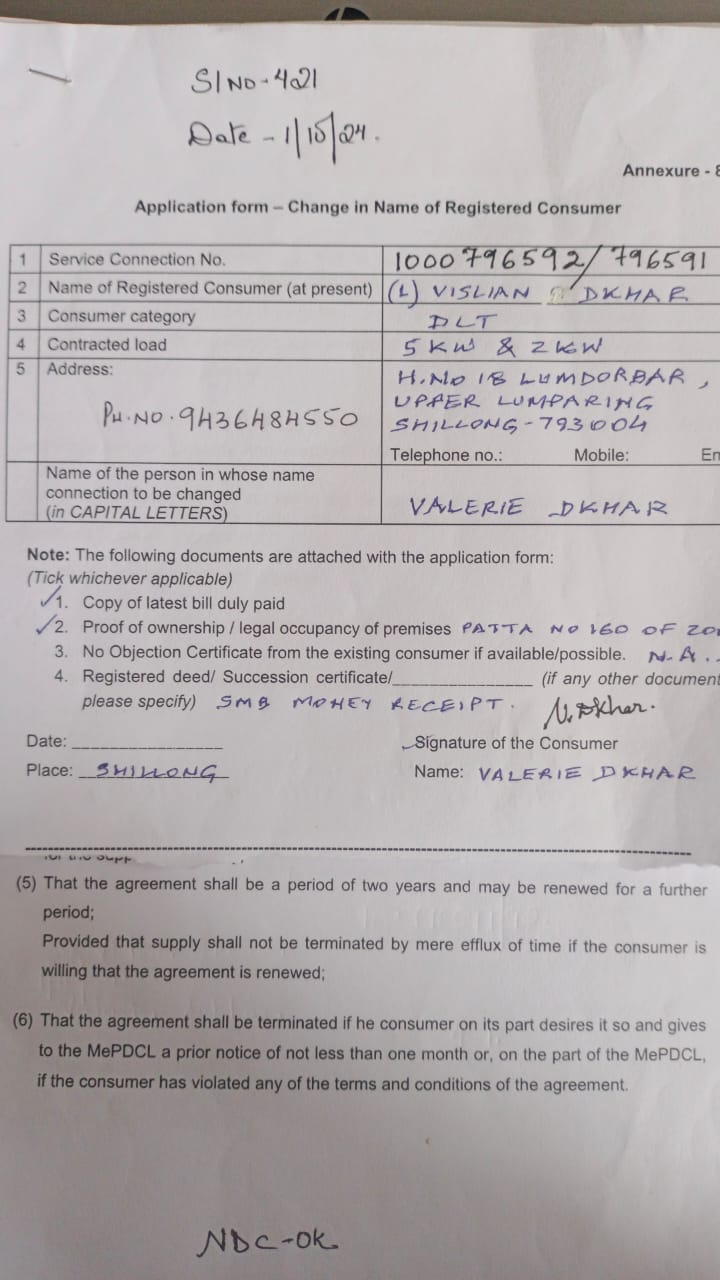 Sl No - 421
Date - 1/10/24.
Annexure - 8
Application form – Change in Name of Registered Consumer
1 Service Connection No. 1000796592/796591
2 Name of Registered Consumer (at present) (L) VISLIAN DKHAR
3 Consumer category DLT
4 Contracted load 5 KW & 2 KW
5 Address: H.NO 18 LUMDORBAR,
UPPER LUMPARING
PH.NO.9436484550 SHILLONG-793004
Telephone no.: Mobile: Em
Name of the person in whose name
connection to be changed VALERIE DKHAR
(in CAPITAL LETTERS)
Note: The following documents are attached with the application form:
(Tick whichever applicable)
✓1. Copy of latest bill duly paid
✓2. Proof of ownership / legal occupancy of premises PATTA NO 160 OF
3. No Objection Certificate from the existing consumer if available/possible. N.A..
4. Registered deed/ Succession certificate/_______________ (if any other document
please specify) SMB MONEY RECEIPT. V.Dkhar.
Date: _______________ Signature of the Consumer
Place: SHILLONG Name: VALERIE DKHAR
(5) That the agreement shall be a period of two years and may be renewed for a further
period;
Provided that supply shall not be terminated by mere efflux of time if the consumer is
willing that the agreement is renewed;
(6) That the agreement shall be terminated if he consumer on its part desires it so and gives
to the MePDCL a prior notice of not less than one month or, on the part of the MePDCL,
if the consumer has violated any of the terms and conditions of the agreement.
NDC-OK